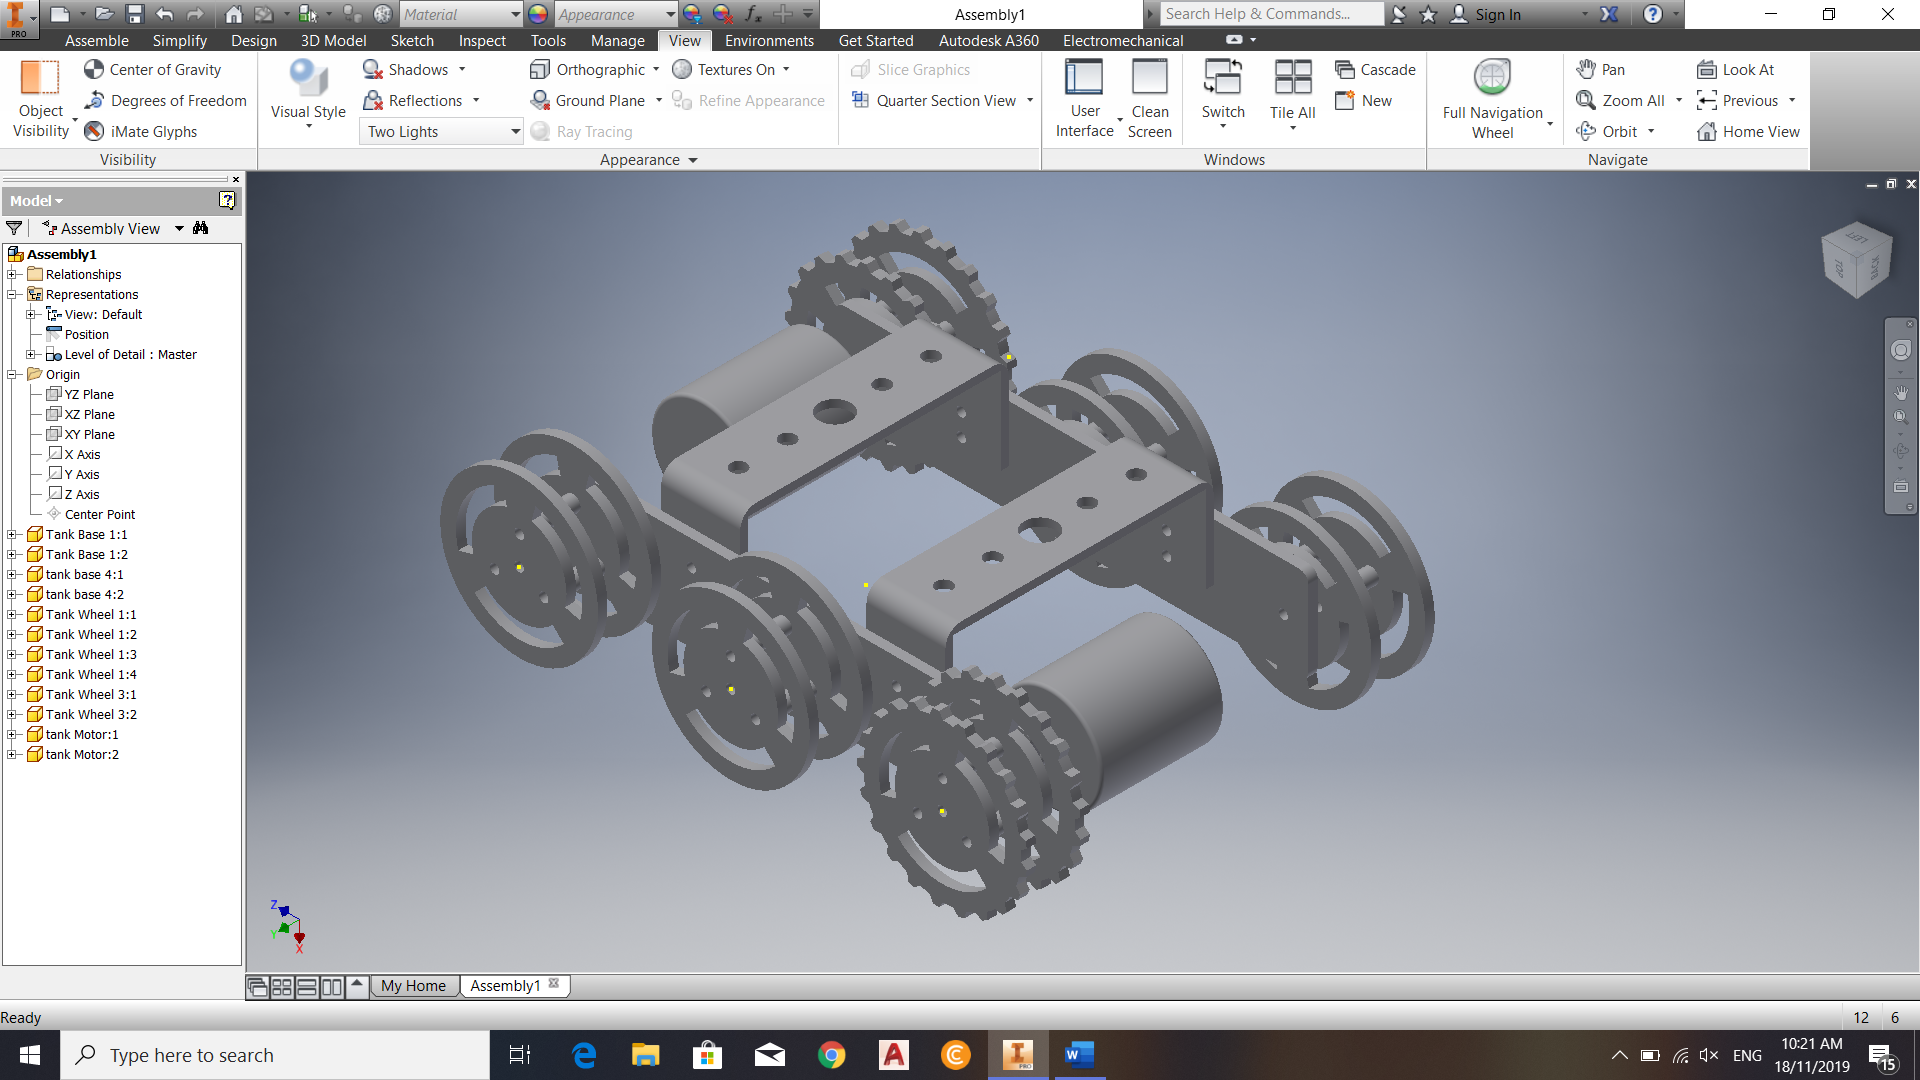 PRO
Material
Appearance
Assembly1
Search Help & Commands...
Sign In
Assemble Simplify Design 3D Model Sketch Inspect Tools Manage View Environments Get Started Autodesk A360 Electromechanical
Object Visibility
Center of Gravity
Degrees of Freedom
iMate Glyphs
Visibility
Visual Style
Shadows
Reflections
Two Lights
Orthographic
Ground Plane
Ray Tracing
Textures On
Refine Appearance
Appearance
Slice Graphics
Quarter Section View
User Interface
Clean Screen
Switch
Tile All
Cascade
New
Windows
Full Navigation Wheel
Pan
Zoom All
Orbit
Look At
Previous
Home View
Navigate
Model
Assembly View
Assembly1
Relationships
Representations
View: Default
Position
Level of Detail : Master
Origin
YZ Plane
XZ Plane
XY Plane
X Axis
Y Axis
Z Axis
Center Point
Tank Base 1:1
Tank Base 1:2
tank base 4:1
tank base 4:2
Tank Wheel 1:1
Tank Wheel 1:2
Tank Wheel 1:3
Tank Wheel 1:4
Tank Wheel 3:1
Tank Wheel 3:2
tank Motor:1
tank Motor:2
LEFT
TOP
BACK
Z
Y
X
My Home
Assembly1
Ready
12 6
Type here to search
PRO
ENG
10:21 AM
18/11/2019
15